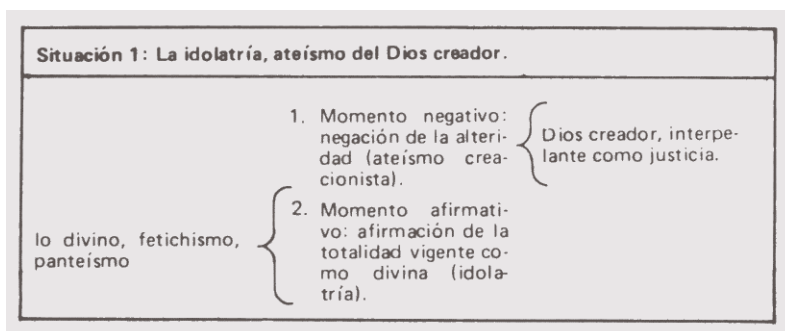 Situación 1: La idolatría, ateísmo del Dios creador.
1. Momento negativo:
negación de la alteri-
dad (ateísmo crea-
cionista).
Dios creador, interpe-
lante como justicia.
lo divino, fetichismo,
panteísmo
2. Momento afirmati-
vo: afirmación de la
totalidad vigente co-
mo divina (idola-
tría).